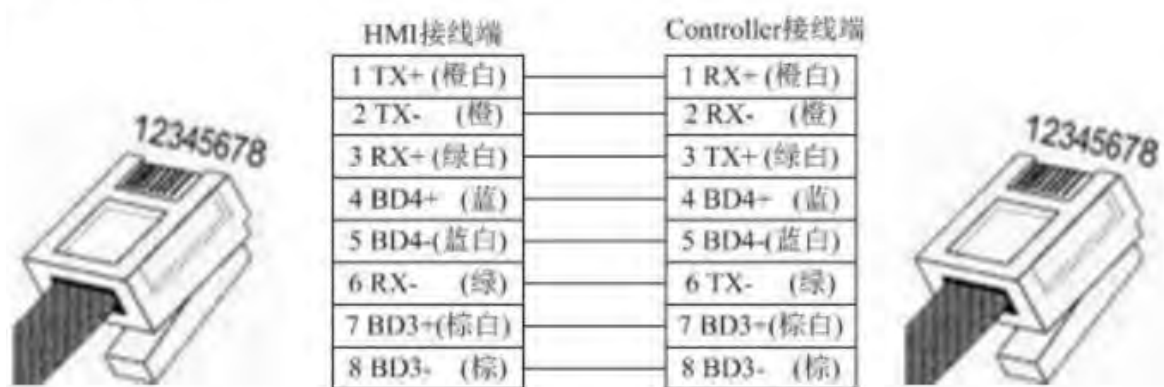 HMI接线端
Controller接线端
1 TX+ (橙白)
1 RX+ (橙白)
2 TX- (橙)
2 RX- (橙)
12345678
12345678
3 RX+ (绿白)
3 TX+ (绿白)
4 BD4+ (蓝)
4 BD4+ (蓝)
5 BD4-(蓝白)
5 BD4-(蓝白)
6 RX- (绿)
6 TX- (绿)
7 BD3+(棕白)
7 BD3+(棕白)
8 BD3- (棕)
8 BD3- (棕)